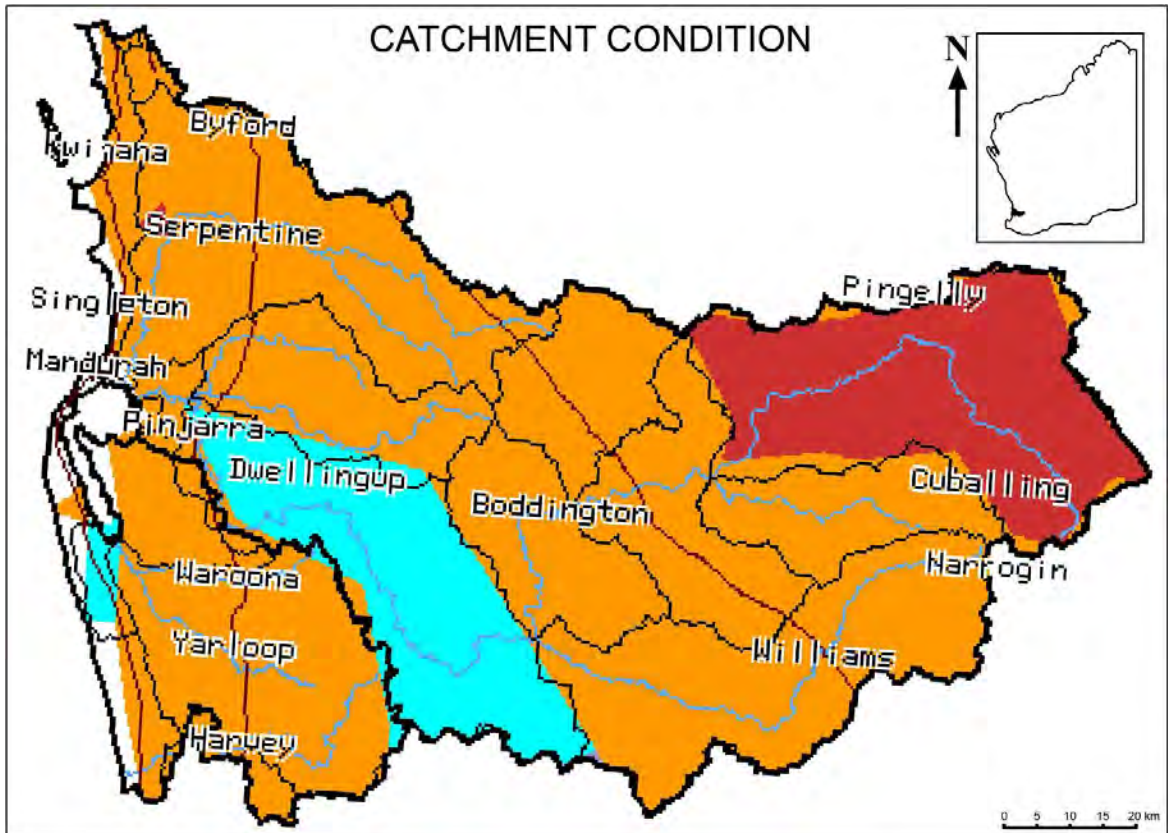 CATCHMENT CONDITION
N
Byford
Kwinana
Serpentine
Pingelly
Singleton
Mandurah
Pinjarra
Dwellingup
Cuballing
Boddington
Narrogin
Waroona
Yarloop
Williams
Harvey
0 5 10 15 20 km